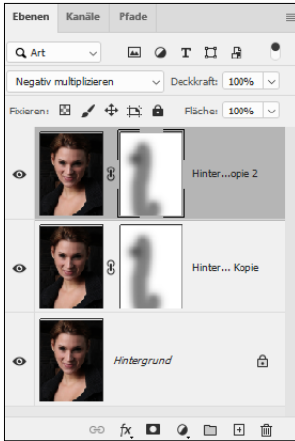 Ebenen Kanäle Pfade
Art
Negativ multiplizieren Deckkraft: 100%
Fixieren: Fläche: 100%
Hinter...opie 2
Hinter... Kopie
Hintergrund
fx